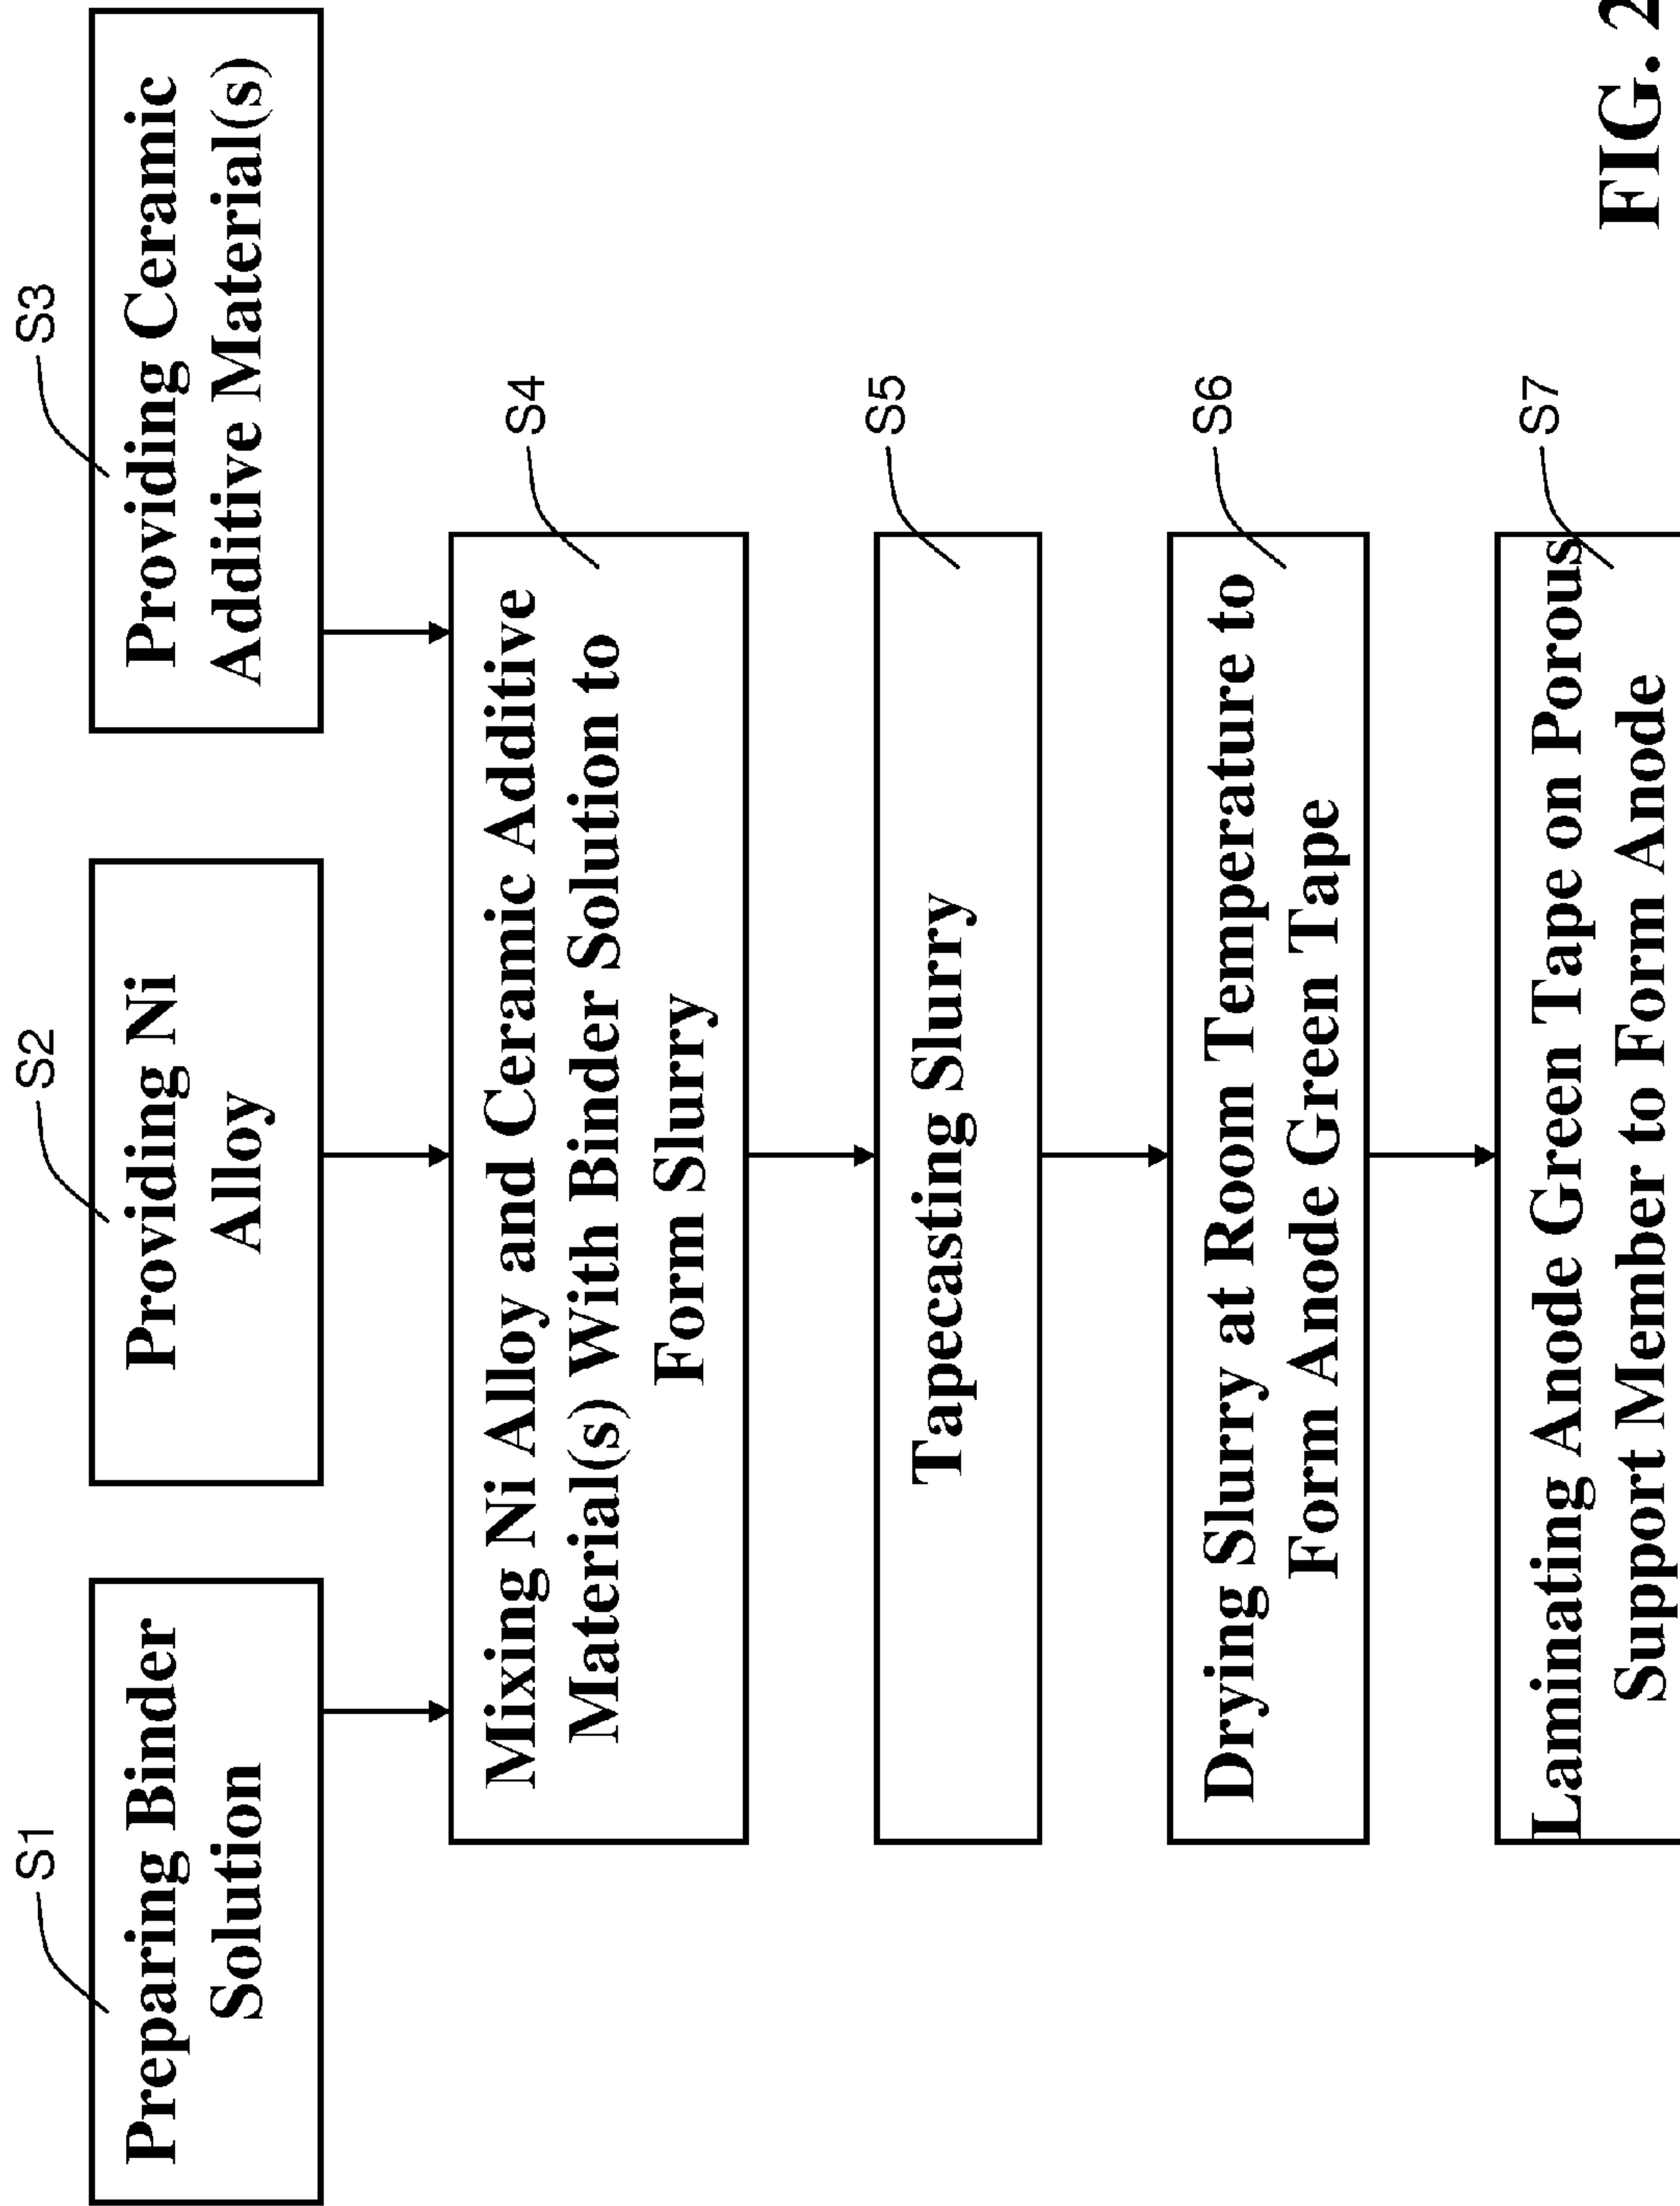 S1
Preparing Binder
Solution
S2
Providing Ni
Alloy
S3
Providing Ceramic
Additive Material(s)
S4
Mixing Ni Alloy and Ceramic Additive
Material(s) With Binder Solution to
Form Slurry
S5
Tapecasting Slurry
S6
Drying Slurry at Room Temperature to
Form Anode Green Tape
S7
Laminating Anode Green Tape on Porous
Support Member to Form Anode
FIG. 2